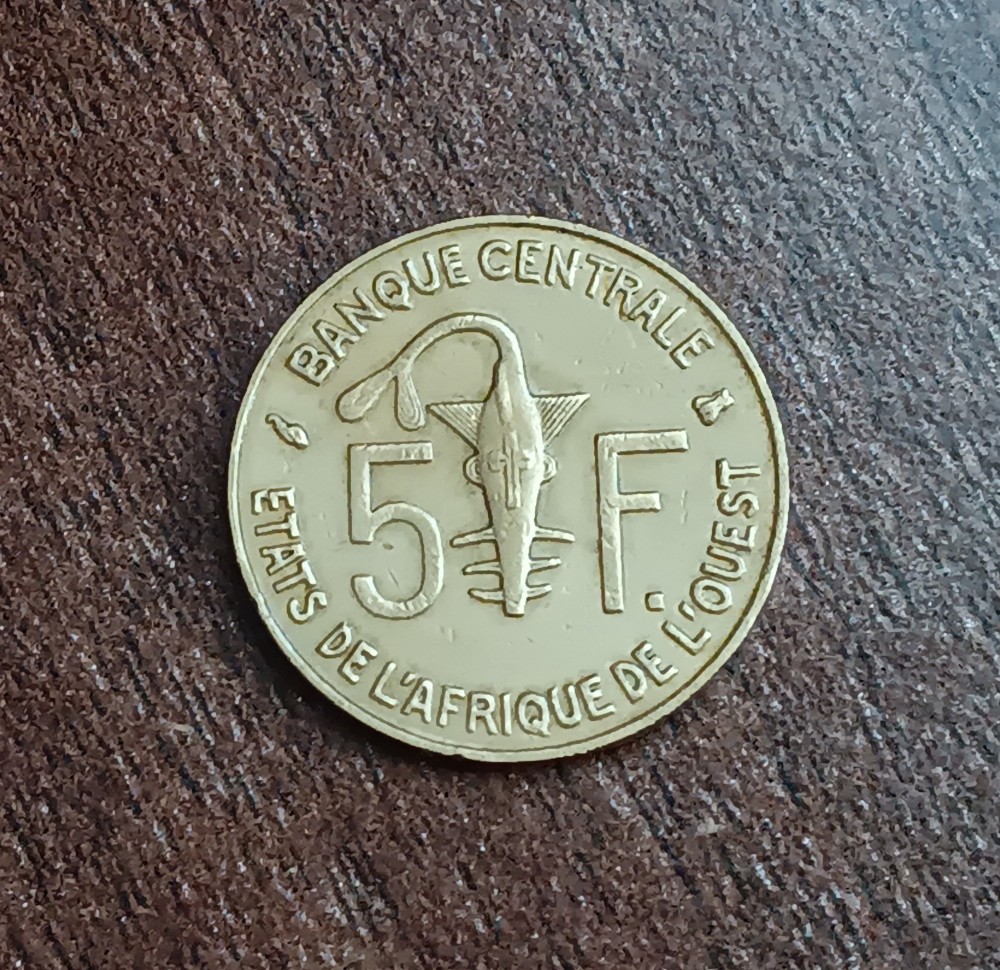 BANQUE CENTRALE
5 F.
ETATS DE L'AFRIQUE DE L'OUEST